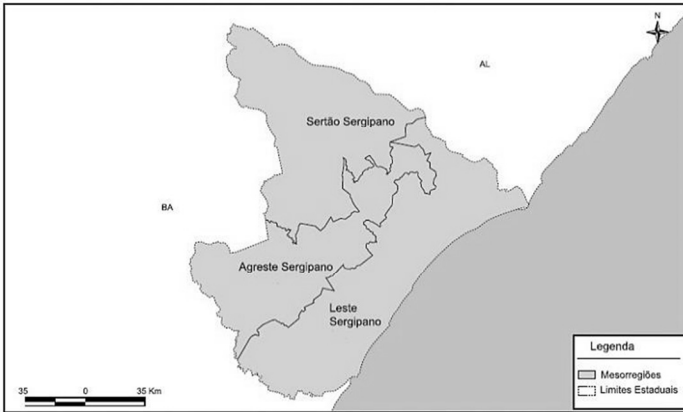 N
AL
Sertão Sergipano
BA
Agreste Sergipano
Leste
Sergipano
Legenda
Mesorregiões
Limites Estaduais
35 0 35 Km